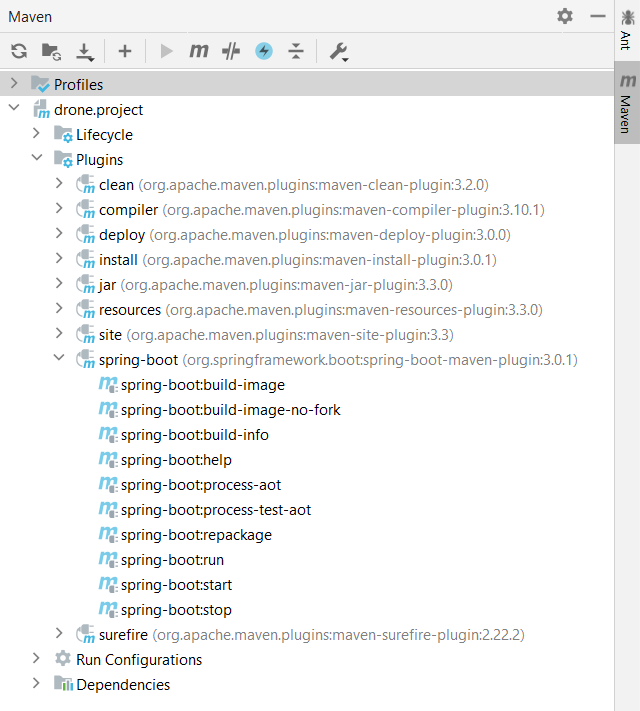 Maven
Profiles
drone.project
Lifecycle
Plugins
clean (org.apache.maven.plugins:maven-clean-plugin:3.2.0)
compiler (org.apache.maven.plugins:maven-compiler-plugin:3.10.1)
deploy (org.apache.maven.plugins:maven-deploy-plugin:3.0.0)
install (org.apache.maven.plugins:maven-install-plugin:3.0.1)
jar (org.apache.maven.plugins:maven-jar-plugin:3.3.0)
resources (org.apache.maven.plugins:maven-resources-plugin:3.3.0)
site (org.apache.maven.plugins:maven-site-plugin:3.3)
spring-boot (org.springframework.boot:spring-boot-maven-plugin:3.0.1)
spring-boot:build-image
spring-boot:build-image-no-fork
spring-boot:build-info
spring-boot:help
spring-boot:process-aot
spring-boot:process-test-aot
spring-boot:repackage
spring-boot:run
spring-boot:start
spring-boot:stop
surefire (org.apache.maven.plugins:maven-surefire-plugin:2.22.2)
Run Configurations
Dependencies
Ant
Maven